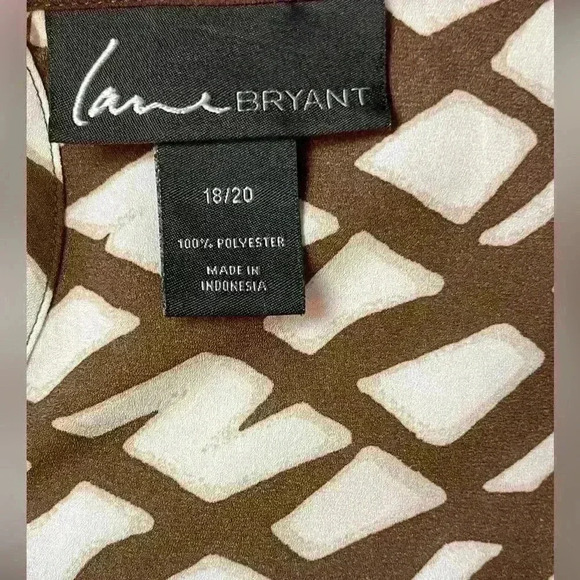 Lane BRYANT
18/20
100% POLYESTER
MADE IN
INDONESIA